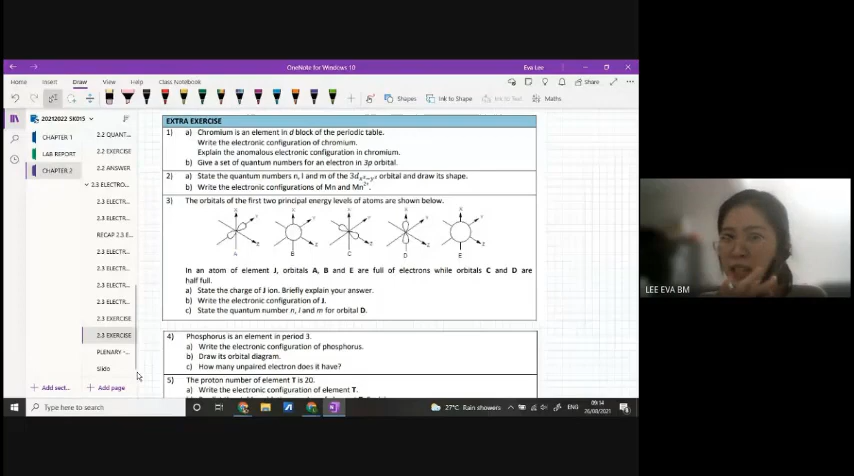 OneNote for Windows 10
Eva Lee
Home Insert Draw View Help Class Notebook
Share
Shapes Ink to Shape Ink to Text Maths
20212022 SK015
CHAPTER 1
LAB REPORT
CHAPTER 2
2.2 QUANT...
2.2 EXERCISE
2.2 ANSWER
2.3 ELECTRO...
2.3 ELECTR...
2.3 ELECTR...
RECAP 2.3 E...
2.3 ELECTR...
2.3 ELECTR...
2.3 ELECTR...
2.3 ELECTR...
2.3 EXERCISE
2.3 EXERCISE
PLENARY -...
Slido
Add sect...
Add page
EXTRA EXERCISE
1) a) Chromium is an element in d block of the periodic table.
Write the electronic configuration of chromium.
Explain the anomalous electronic configuration in chromium.
b) Give a set of quantum numbers for an electron in 3p orbital.
2) a) State the quantum numbers n, l and m of the 3dx²−y² orbital and draw its shape.
b) Write the electronic configurations of Mn and Mn²⁺.
3) The orbitals of the first two principal energy levels of atoms are shown below.
A B C D E
In an atom of element J, orbitals A, B and E are full of electrons while orbitals C and D are
half full.
a) State the charge of J ion. Briefly explain your answer.
b) Write the electronic configuration of J.
c) State the quantum number n, l and m for orbital D.
4) Phosphorus is an element in period 3.
a) Write the electronic configuration of phosphorus.
b) Draw its orbital diagram.
c) How many unpaired electron does it have?
5) The proton number of element T is 20.
a) Write the electronic configuration of element T.
LEE EVA BM
Type here to search
27°C Rain showers
ENG
09:14
26/08/2021